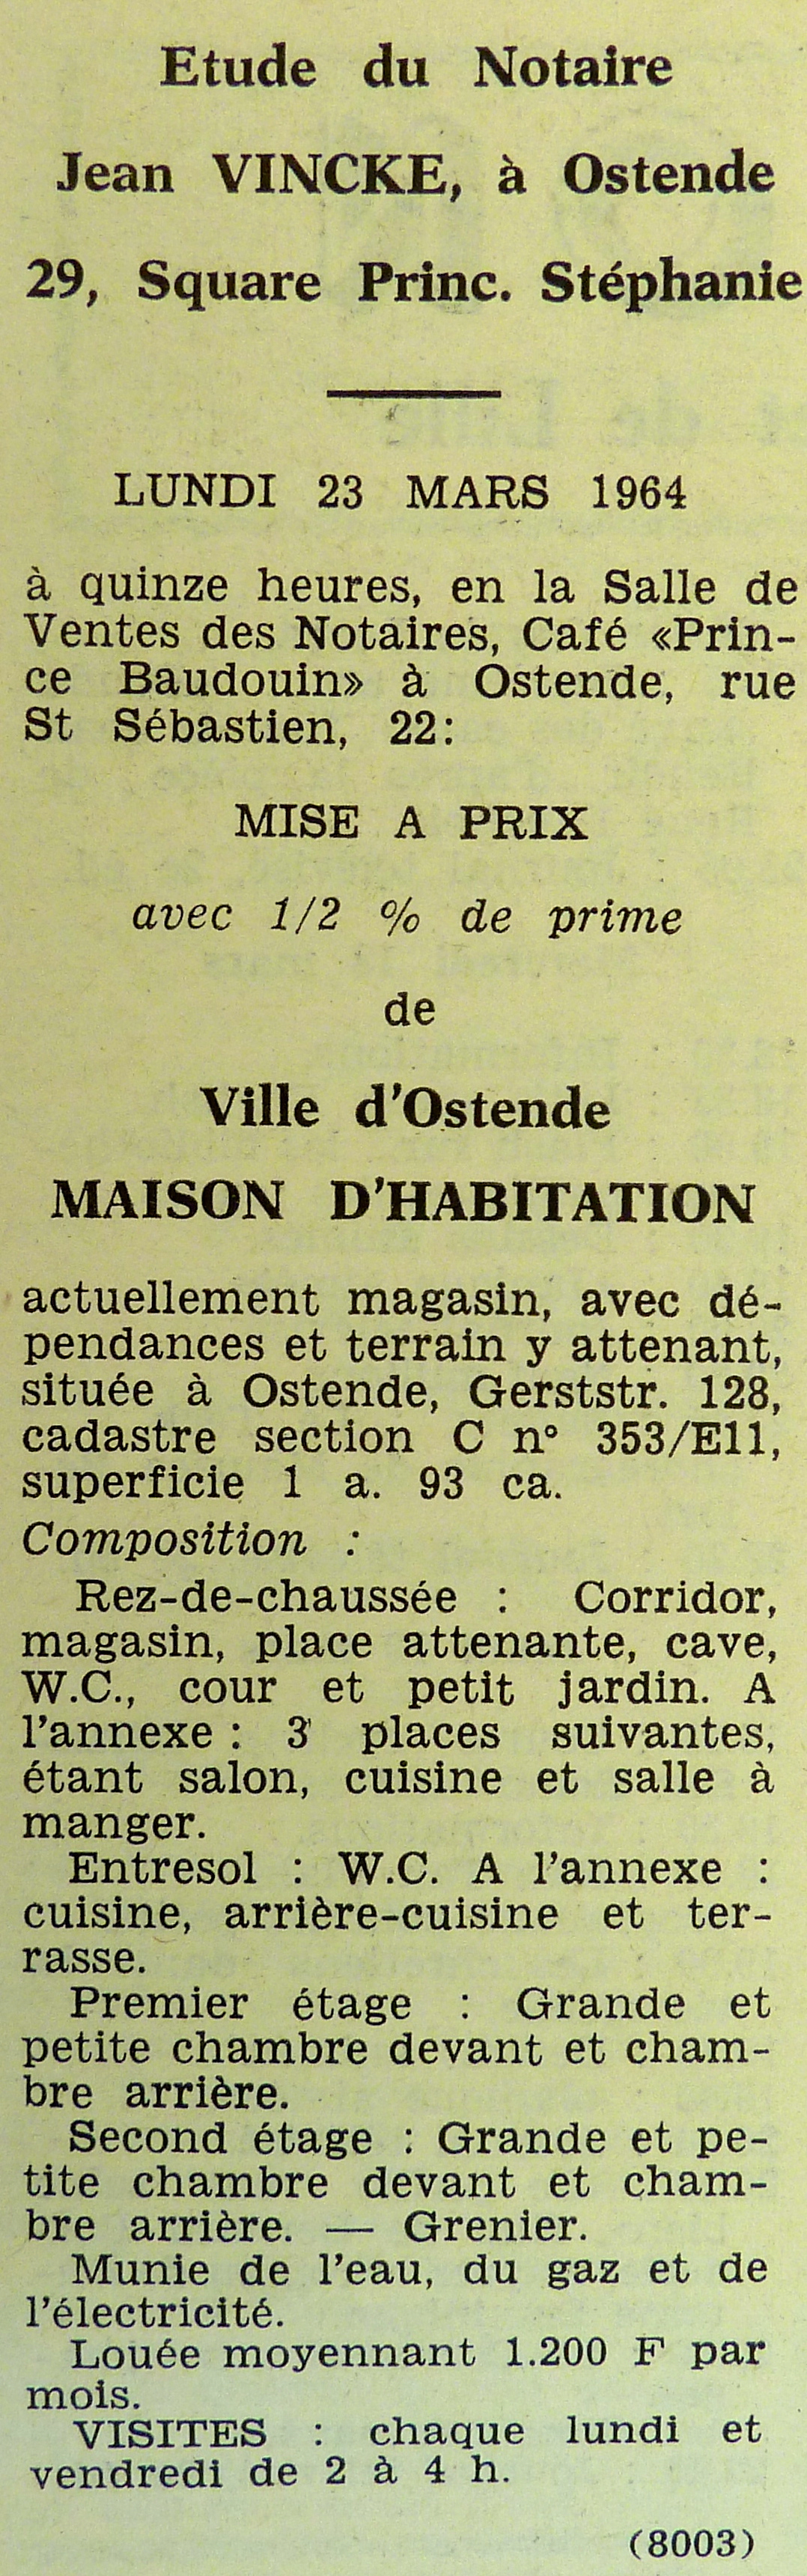 Etude du Notaire
Jean VINCKE, à Ostende
29, Square Princ. Stéphanie
LUNDI 23 MARS 1964
à quinze heures, en la Salle de
Ventes des Notaires, Café «Prin-
ce Baudouin» à Ostende, rue
St Sébastien, 22:
MISE A PRIX
avec 1/2 % de prime
de
Ville d'Ostende
MAISON D'HABITATION
actuellement magasin, avec dé-
pendances et terrain y attenant,
située à Ostende, Gerststr. 128,
cadastre section C n° 353/E11,
superficie 1 a. 93 ca.
Composition :
Rez-de-chaussée : Corridor,
magasin, place attenante, cave,
W.C., cour et petit jardin. A
l'annexe : 3 places suivantes,
étant salon, cuisine et salle à
manger.
Entresol : W.C. A l'annexe :
cuisine, arrière-cuisine et ter-
rasse.
Premier étage : Grande et
petite chambre devant et cham-
bre arrière.
Second étage : Grande et pe-
tite chambre devant et cham-
bre arrière. — Grenier.
Munie de l'eau, du gaz et de
l'électricité.
Louée moyennant 1.200 F par
mois.
VISITES : chaque lundi et
vendredi de 2 à 4 h.
(8003)